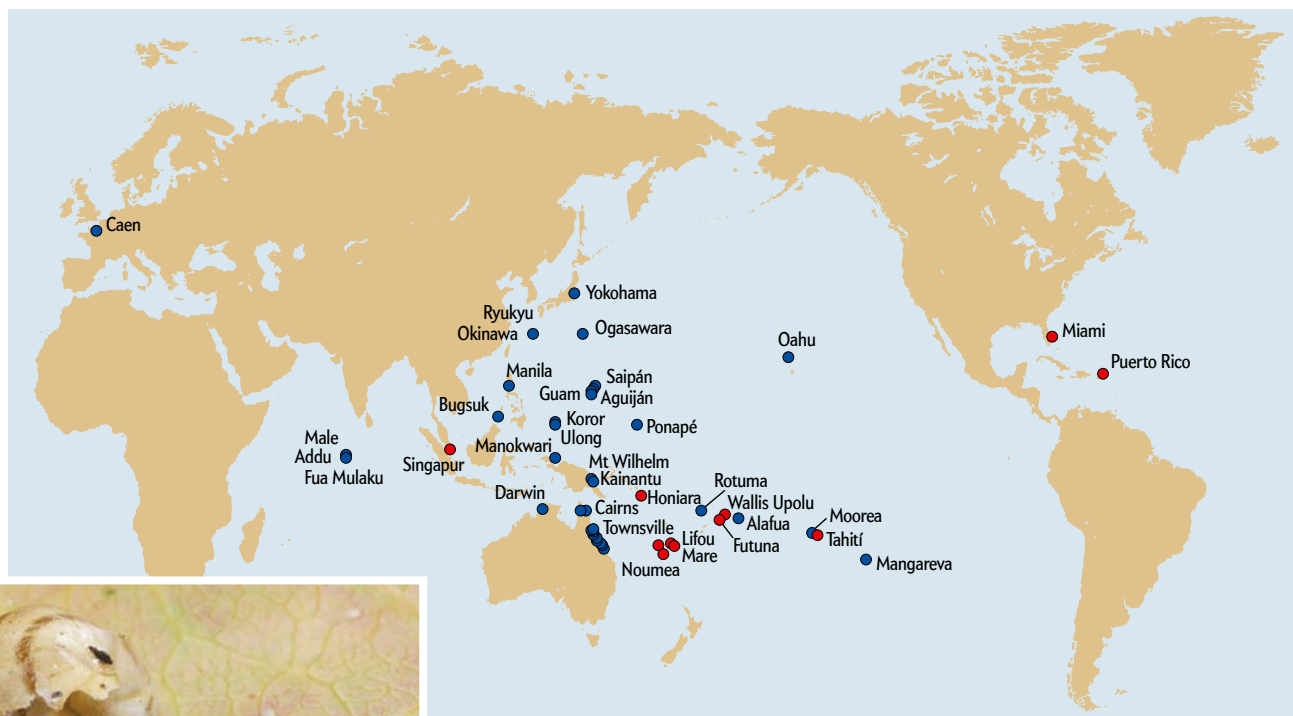 Caen
Yokohama
Ryukyu
Okinawa
Ogasawara
Oahu
Miami
Puerto Rico
Manila
Saipán
Guam
Aguiján
Bugsuk
Koror
Ulong
Ponapé
Male
Addu
Fua Mulaku
Singapur
Manokwari
Mt Wilhelm
Kainantu
Honiara
Rotuma
Wallis Upolu
Darwin
Cairns
Alafua
Moorea
Townsville
Lifou
Mare
Futuna
Tahití
Noumea
Mangareva